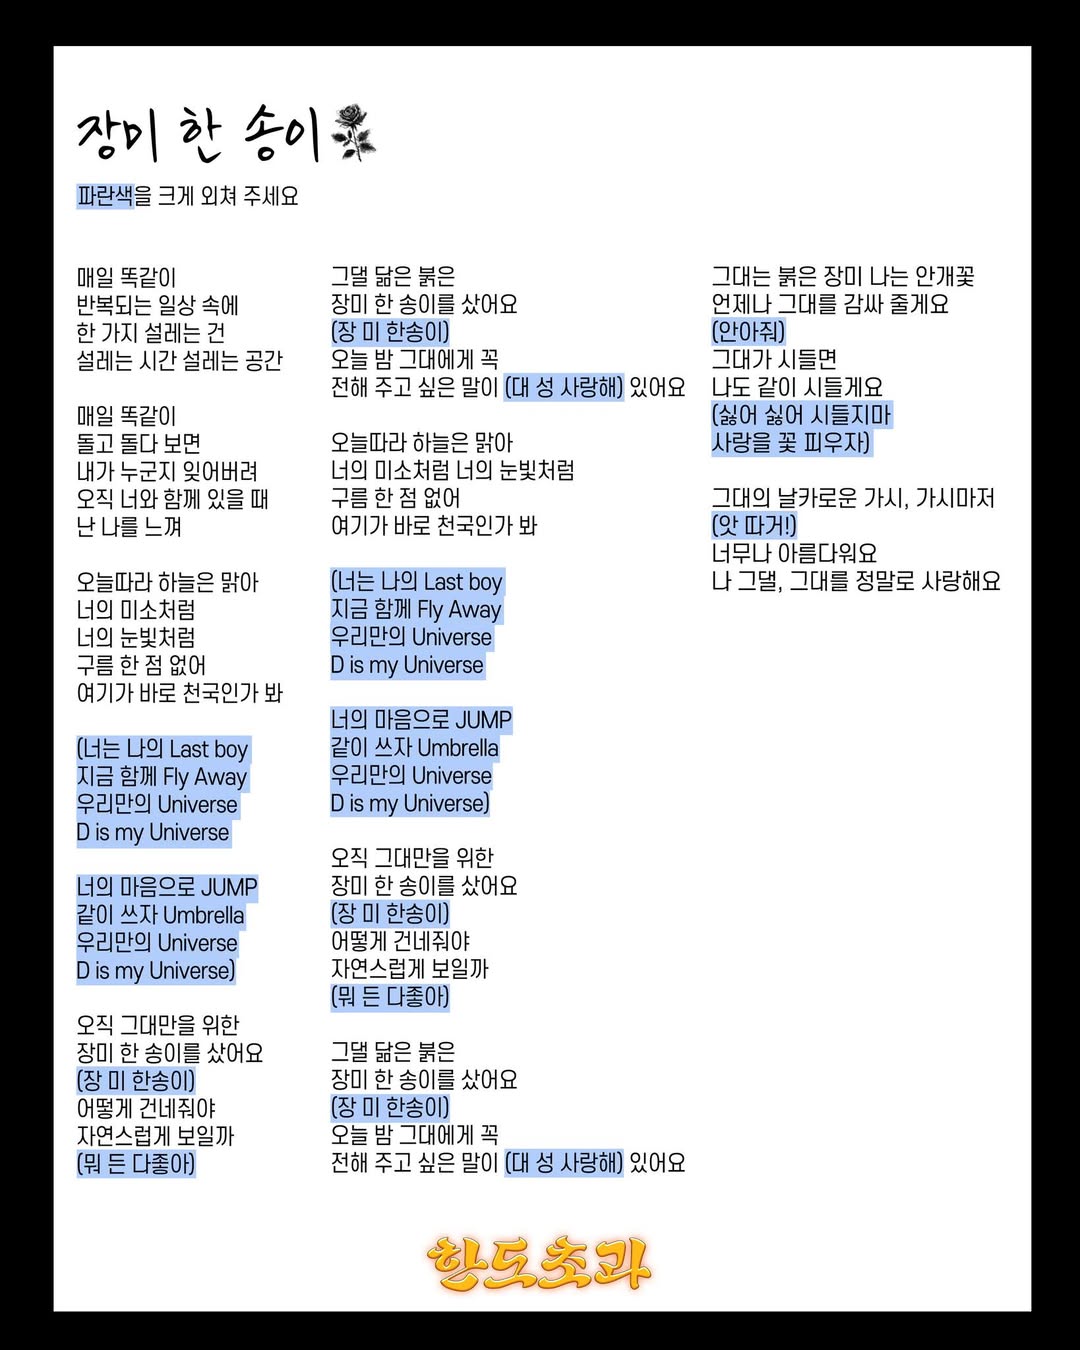 장미 한 송이
파란색을 크게 외쳐 주세요
매일 똑같이
반복되는 일상 속에
한 가지 설레는 건
설레는 시간 설레는 공간
매일 똑같이
돌고 돌다 보면
내가 누군지 잊어버려
오직 너와 함께 있을 때
난 나를 느껴
오늘따라 하늘은 맑아
너의 미소처럼
너의 눈빛처럼
구름 한 점 없어
여기가 바로 천국인가 봐
(너는 나의 Last boy
지금 함께 Fly Away
우리만의 Universe
D is my Universe
너의 마음으로 JUMP
같이 쓰자 Umbrella
우리만의 Universe
D is my Universe)
오직 그대만을 위한
장미 한 송이를 샀어요
(장 미 한송이)
어떻게 건네줘야
자연스럽게 보일까
(뭐 든 다좋아)
그댈 닮은 붉은
장미 한 송이를 샀어요
(장 미 한송이)
오늘 밤 그대에게 꼭
전해 주고 싶은 말이 (대 성 사랑해) 있어요
오늘따라 하늘은 맑아
너의 미소처럼 너의 눈빛처럼
구름 한 점 없어
여기가 바로 천국인가 봐
(너는 나의 Last boy
지금 함께 Fly Away
우리만의 Universe
D is my Universe
너의 마음으로 JUMP
같이 쓰자 Umbrella
우리만의 Universe
D is my Universe)
오직 그대만을 위한
장미 한 송이를 샀어요
(장 미 한송이)
어떻게 건네줘야
자연스럽게 보일까
(뭐 든 다좋아)
그댈 닮은 붉은
장미 한 송이를 샀어요
(장 미 한송이)
오늘 밤 그대에게 꼭
전해 주고 싶은 말이 (대 성 사랑해) 있어요
그대는 붉은 장미 나는 안개꽃
언제나 그대를 감싸 줄게요
(안아줘)
그대가 시들면
나도 같이 시들게요
(싫어 싫어 시들지마
사랑을 꽃 피우자)
그대의 날카로운 가시, 가시마저
(앗 따거!)
너무나 아름다워요
나 그댈, 그대를 정말로 사랑해요
한도초과